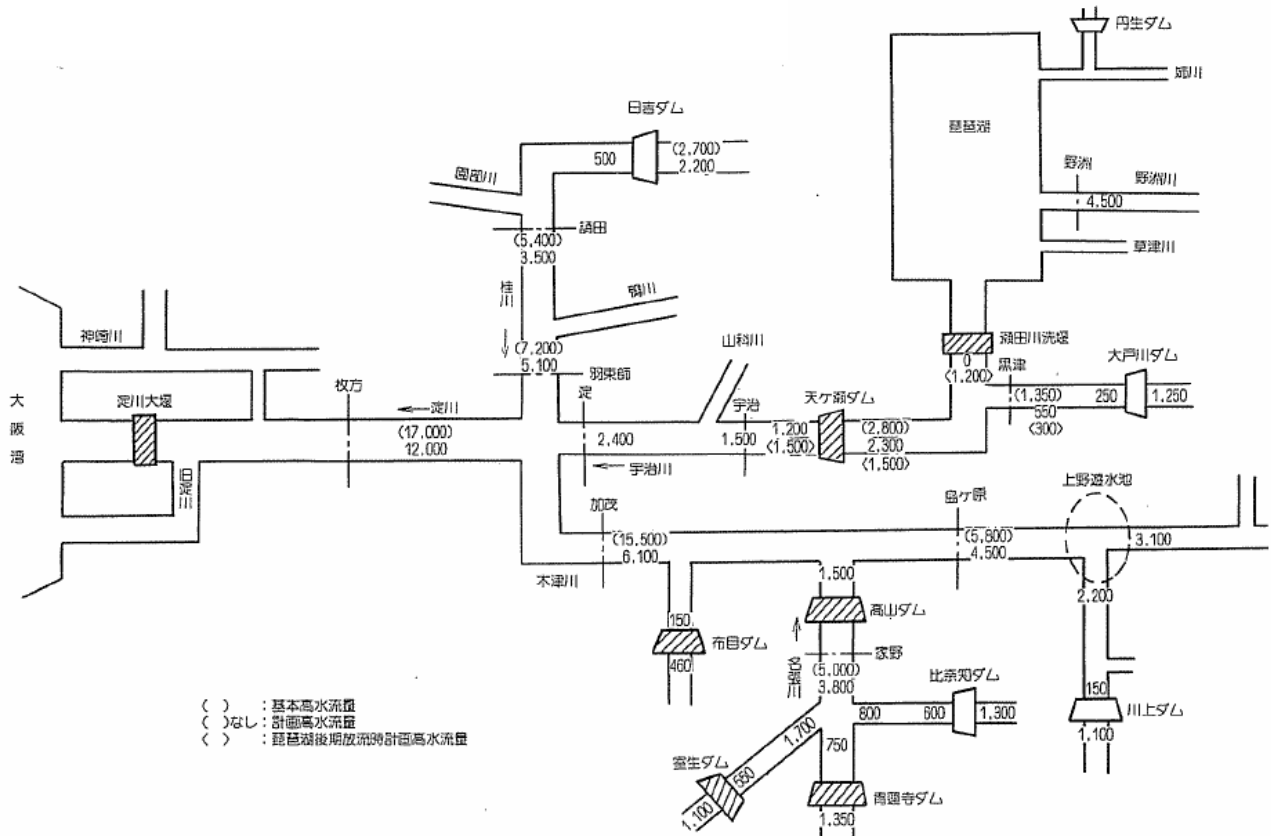 円生ダム
姉川
琵琶湖
野洲
野洲川
4.500
草津川
日吉ダム
500
(2.700)
2.200
園部川
請田
(5.400)
3.500
桂川
鴨川
(7.200)
5.100
羽束師
山科川
瀬田川洗堰
0
<1.200>
黒津
大戸川ダム
(1.350)
550
<300>
250
1.250
神崎川
大阪湾
淀川大堰
旧淀川
枚方
淀川
(17.000)
12.000
淀
2.400
宇治川
宇治
1.500
天ヶ瀬ダム
1.200
<1.500>
(2.800)
2.300
<1.500>
加茂
(15.500)
6.100
木津川
島ヶ原
(5.800)
4.500
上野遊水池
3.100
2.200
150
川上ダム
1.100
150
布目ダム
460
1.500
高山ダム
家野
(5.000)
3.800
名張川
比奈知ダム
800
600
1.300
1.700
550
室生ダム
1.100
750
青蓮寺ダム
1.350
( ) : 基本高水流量
( )なし : 計画高水流量
< > : 琵琶湖後期放流時計画高水流量